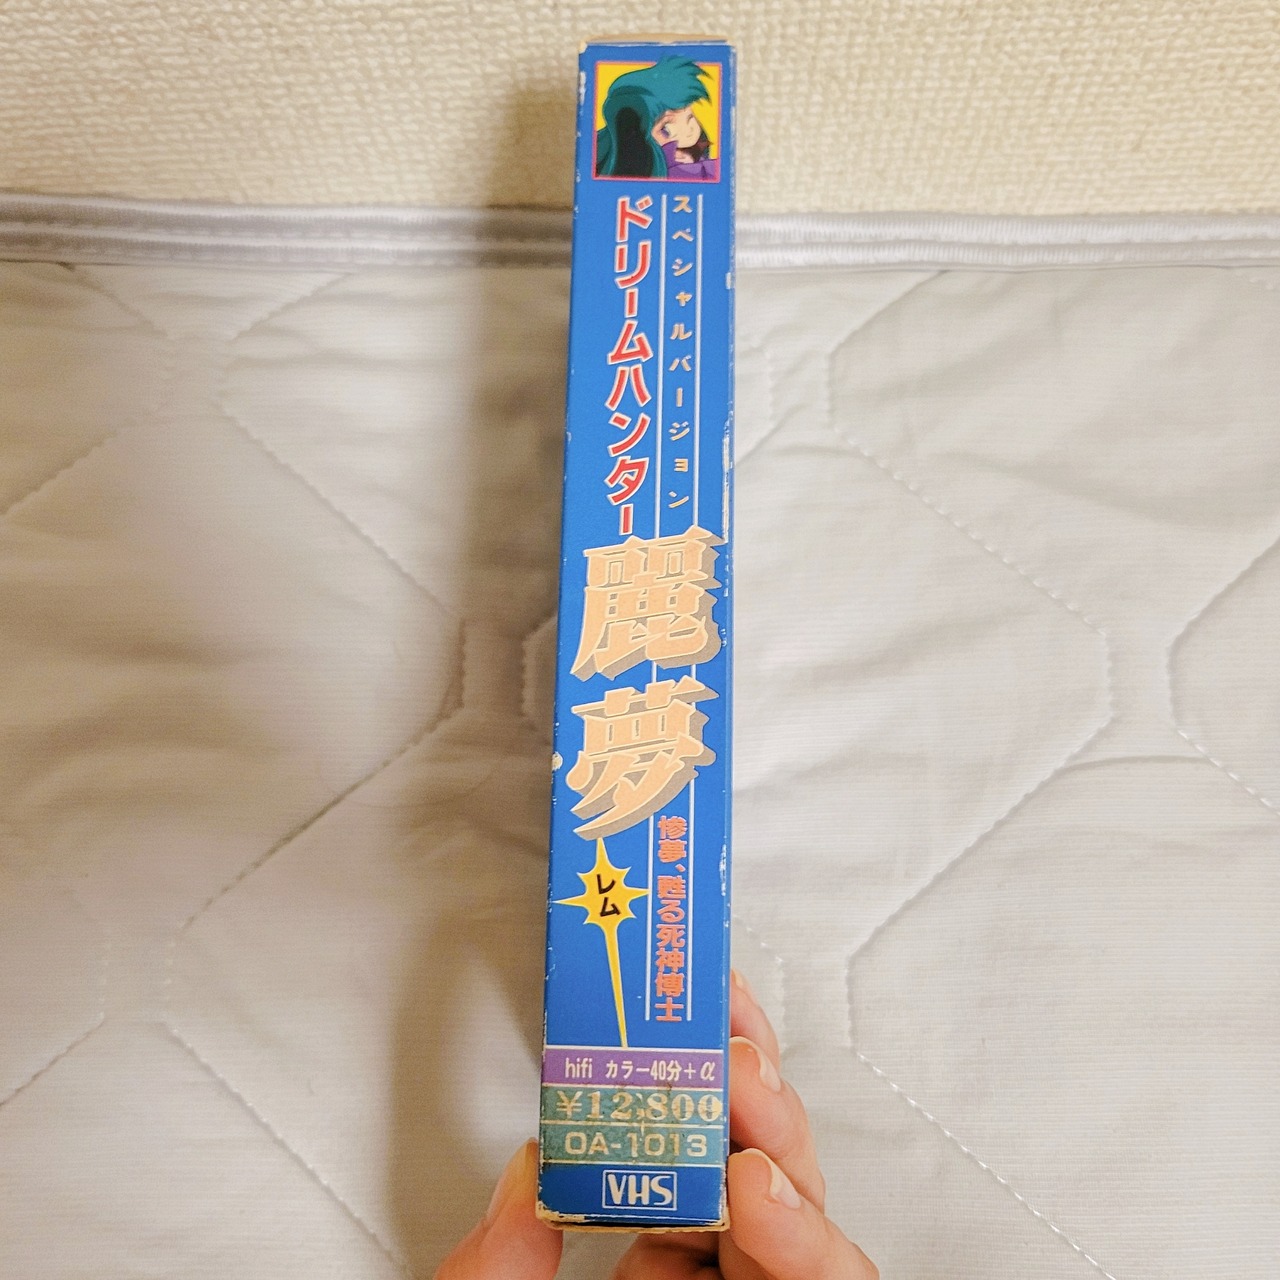 スペシャルバージョン
ドリームハンター
麗夢
レム
惨夢、甦る死神博士
hifi カラー40分+α
¥12,800
OA-1013
VHS